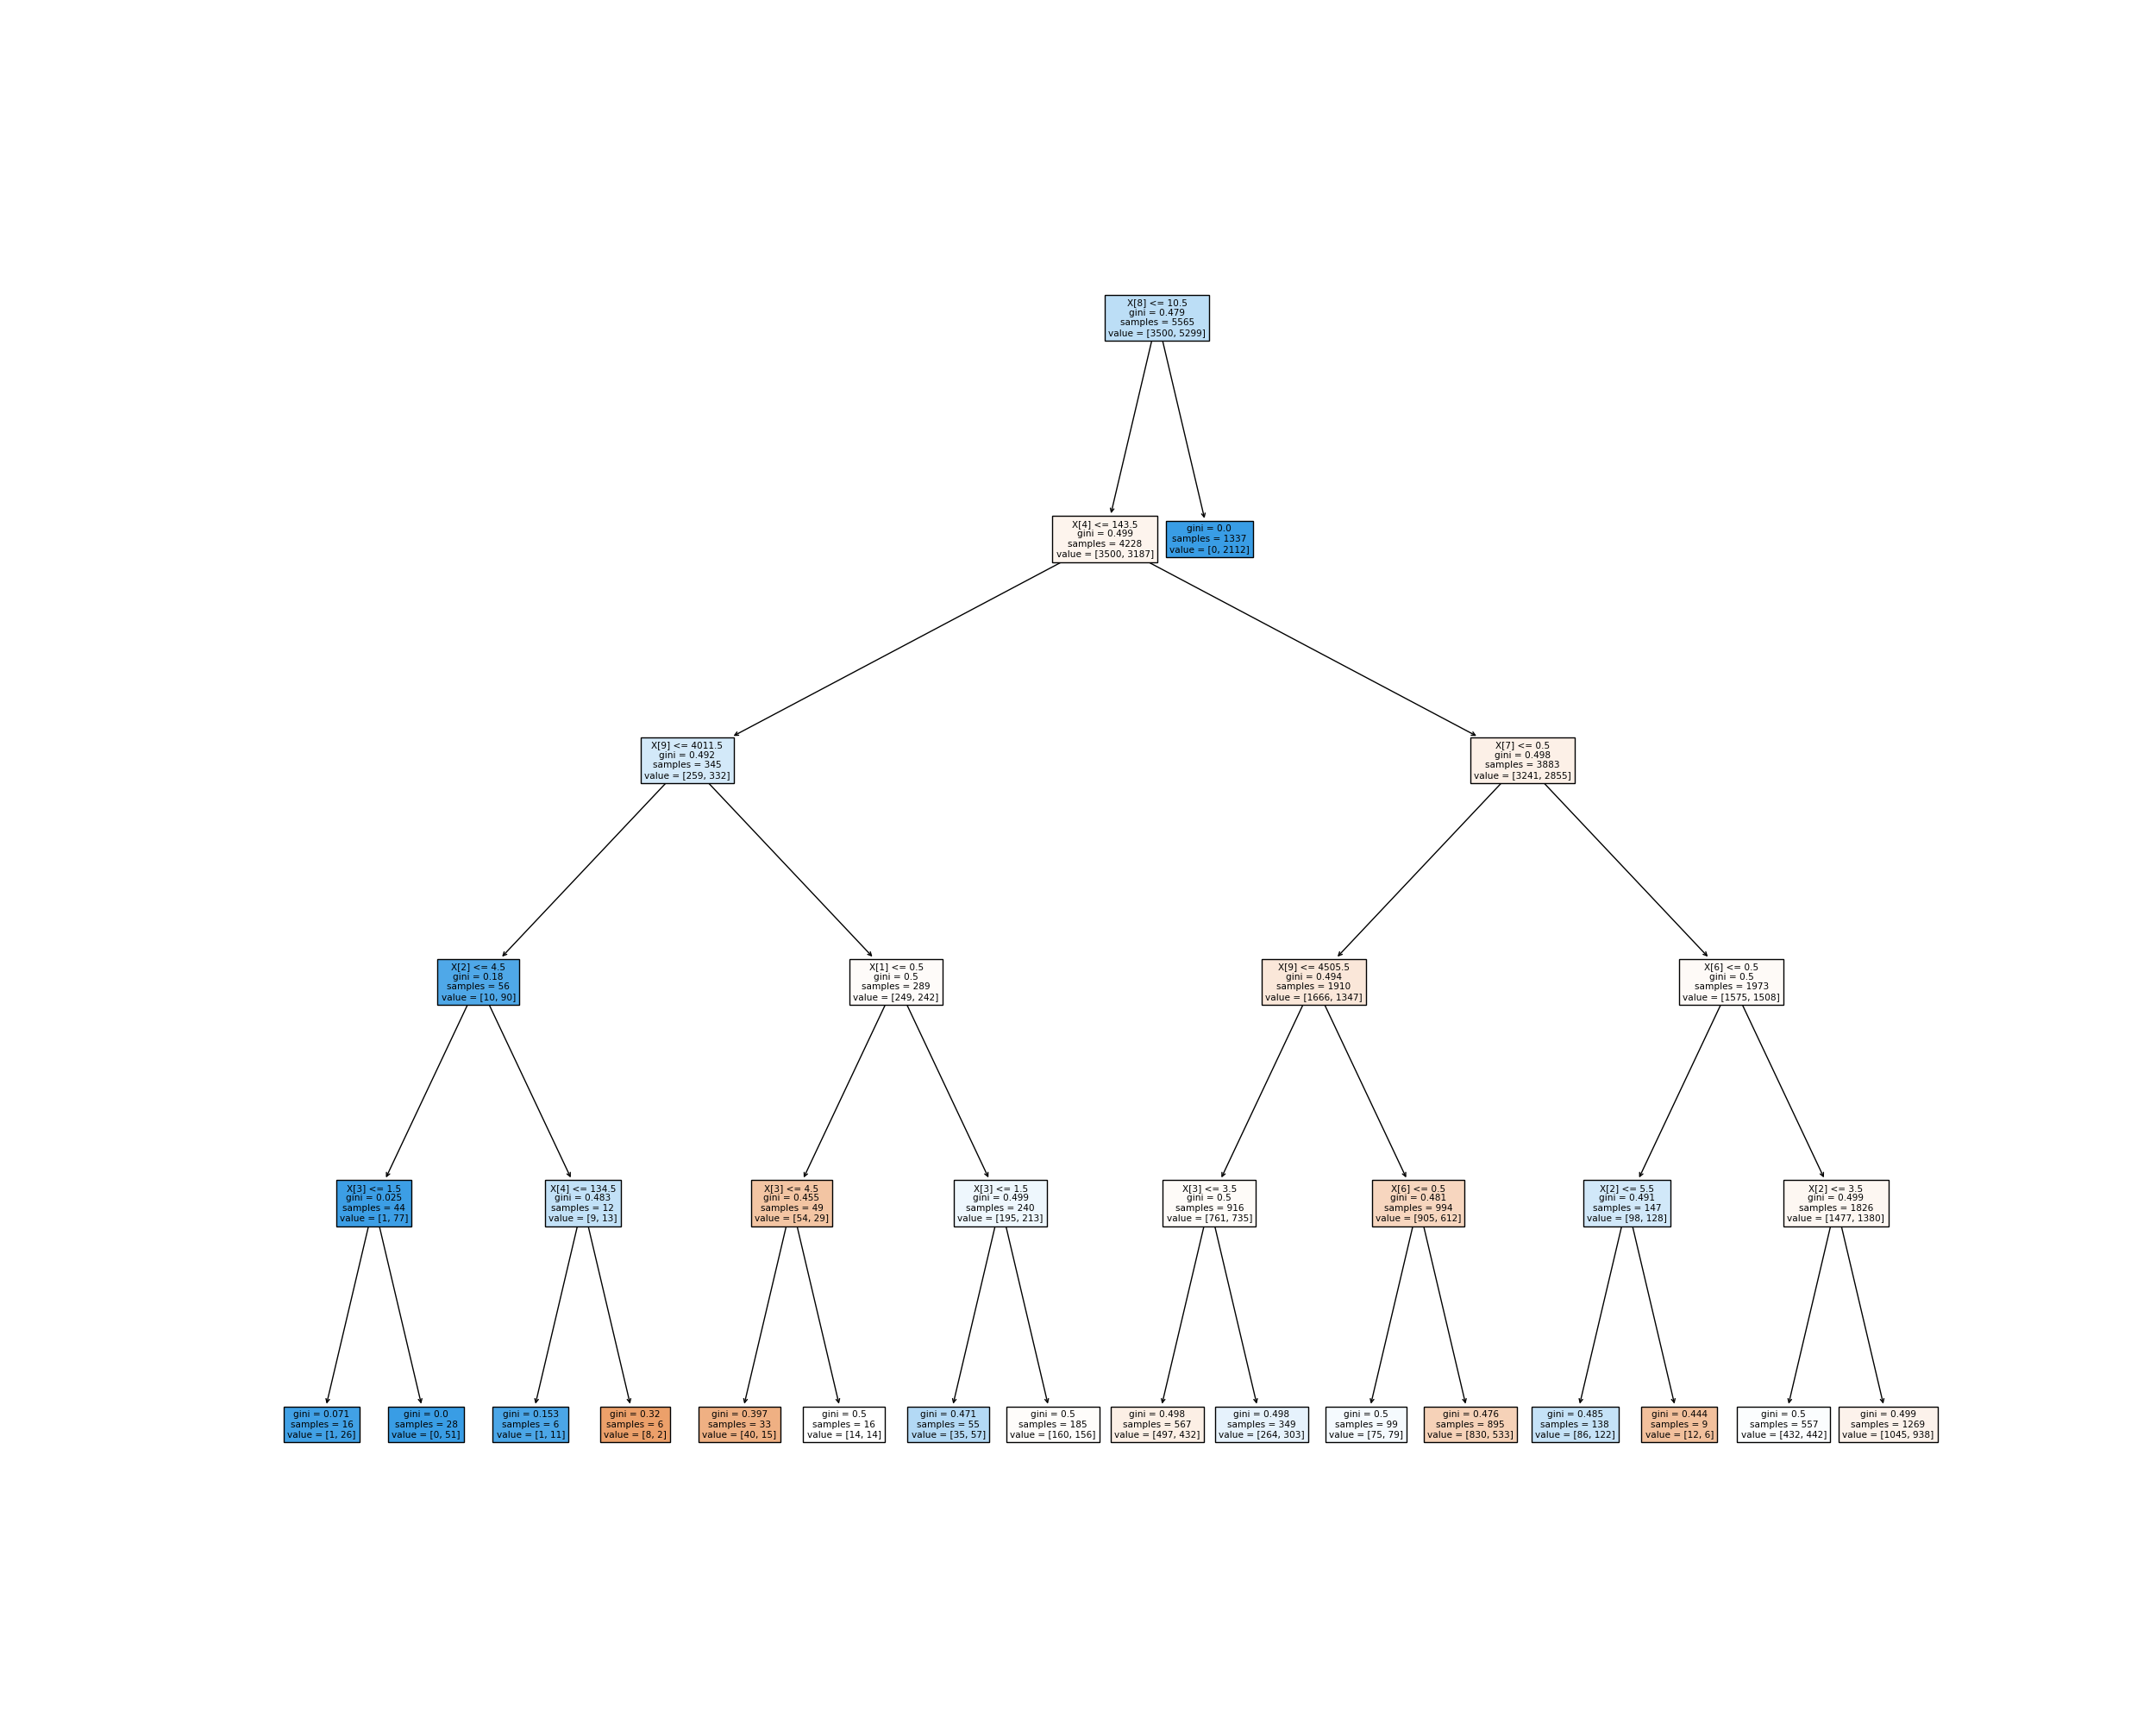 X[8] <= 10.5
gini = 0.479
samples = 5565
value = [3500, 5299]
X[4] <= 143.5
gini = 0.499
samples = 4228
value = [3500, 3187]
gini = 0.0
samples = 1337
value = [0, 2112]
X[9] <= 4011.5
gini = 0.492
samples = 345
value = [259, 332]
X[7] <= 0.5
gini = 0.498
samples = 3883
value = [3241, 2855]
X[2] <= 4.5
gini = 0.18
samples = 56
value = [10, 90]
X[1] <= 0.5
gini = 0.5
samples = 289
value = [249, 242]
X[9] <= 4505.5
gini = 0.494
samples = 1910
value = [1666, 1347]
X[6] <= 0.5
gini = 0.5
samples = 1973
value = [1575, 1508]
X[3] <= 1.5
gini = 0.025
samples = 44
value = [1, 77]
X[4] <= 134.5
gini = 0.483
samples = 12
value = [9, 13]
X[3] <= 4.5
gini = 0.455
samples = 49
value = [54, 29]
X[3] <= 1.5
gini = 0.499
samples = 240
value = [195, 213]
X[3] <= 3.5
gini = 0.5
samples = 916
value = [761, 735]
X[6] <= 0.5
gini = 0.481
samples = 994
value = [905, 612]
X[2] <= 5.5
gini = 0.491
samples = 147
value = [98, 128]
X[2] <= 3.5
gini = 0.499
samples = 1826
value = [1477, 1380]
gini = 0.071
samples = 16
value = [1, 26]
gini = 0.0
samples = 28
value = [0, 51]
gini = 0.153
samples = 6
value = [1, 11]
gini = 0.32
samples = 6
value = [8, 2]
gini = 0.397
samples = 33
value = [40, 15]
gini = 0.5
samples = 16
value = [14, 14]
gini = 0.471
samples = 55
value = [35, 57]
gini = 0.5
samples = 185
value = [160, 156]
gini = 0.498
samples = 567
value = [497, 432]
gini = 0.498
samples = 349
value = [264, 303]
gini = 0.5
samples = 99
value = [75, 79]
gini = 0.476
samples = 895
value = [830, 533]
gini = 0.485
samples = 138
value = [86, 122]
gini = 0.444
samples = 9
value = [12, 6]
gini = 0.5
samples = 557
value = [432, 442]
gini = 0.499
samples = 1269
value = [1045, 938]